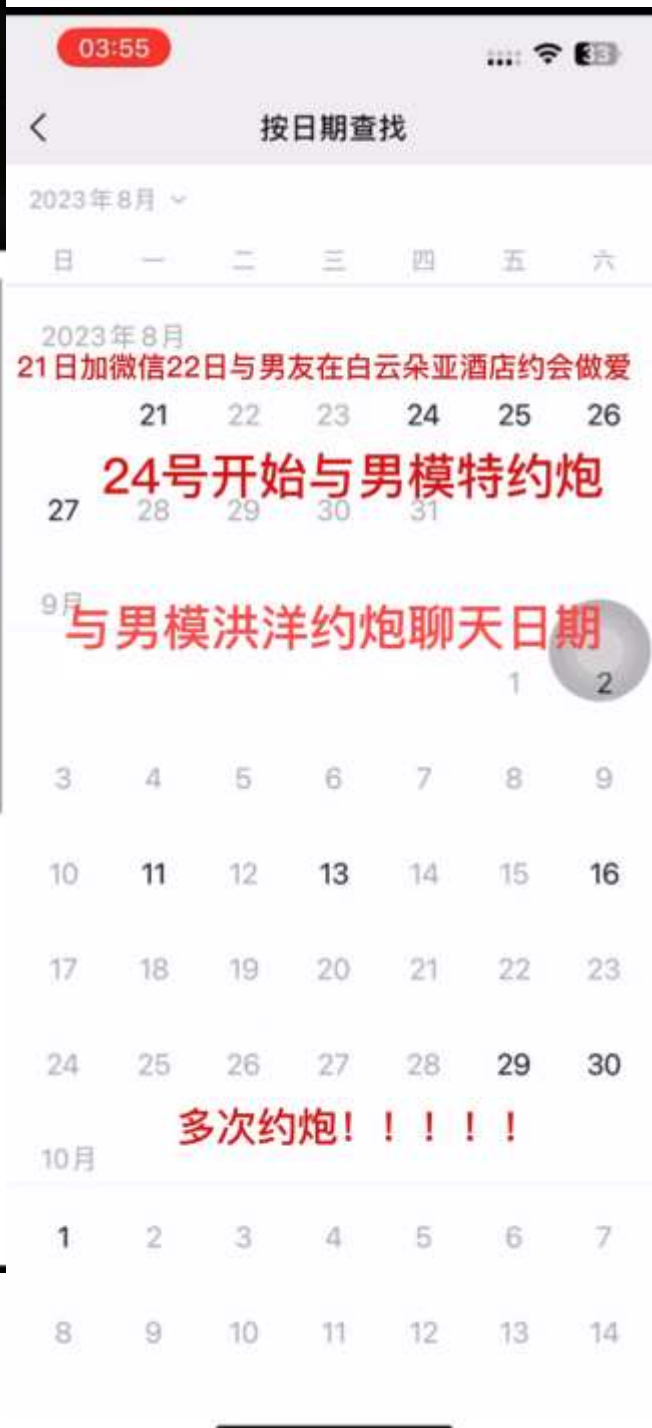 03:55
33
按日期查找
2023年8月
日 一 二 三 四 五 六
2023年8月
21日加微信22日与男友在白云朵亚酒店约会做爱
21 22 23 24 25 26
24号开始与男模特约炮
27 28 29 30 31
9月
与男模洪洋约炮聊天日期
1 2
3 4 5 6 7 8 9
10 11 12 13 14 15 16
17 18 19 20 21 22 23
24 25 26 27 28 29 30
多次约炮！！！！！
10月
1 2 3 4 5 6 7
8 9 10 11 12 13 14